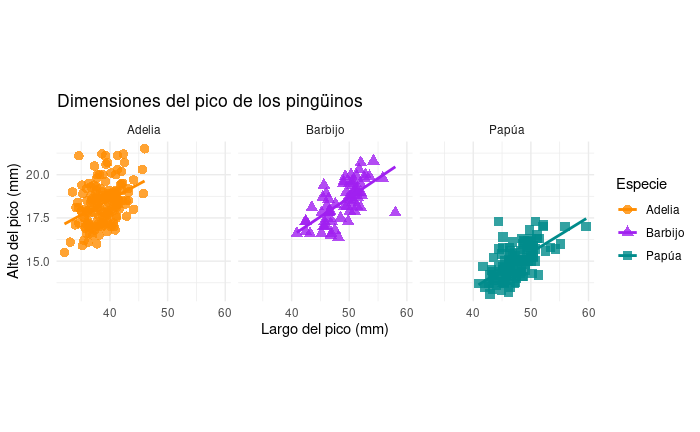 Dimensiones del pico de los pingüinos
Adelia
Barbijo
Papúa
Alto del pico (mm)
20.0
17.5
15.0
40 50 60
40 50 60
40 50 60
Largo del pico (mm)
Especie
Adelia
Barbijo
Papúa